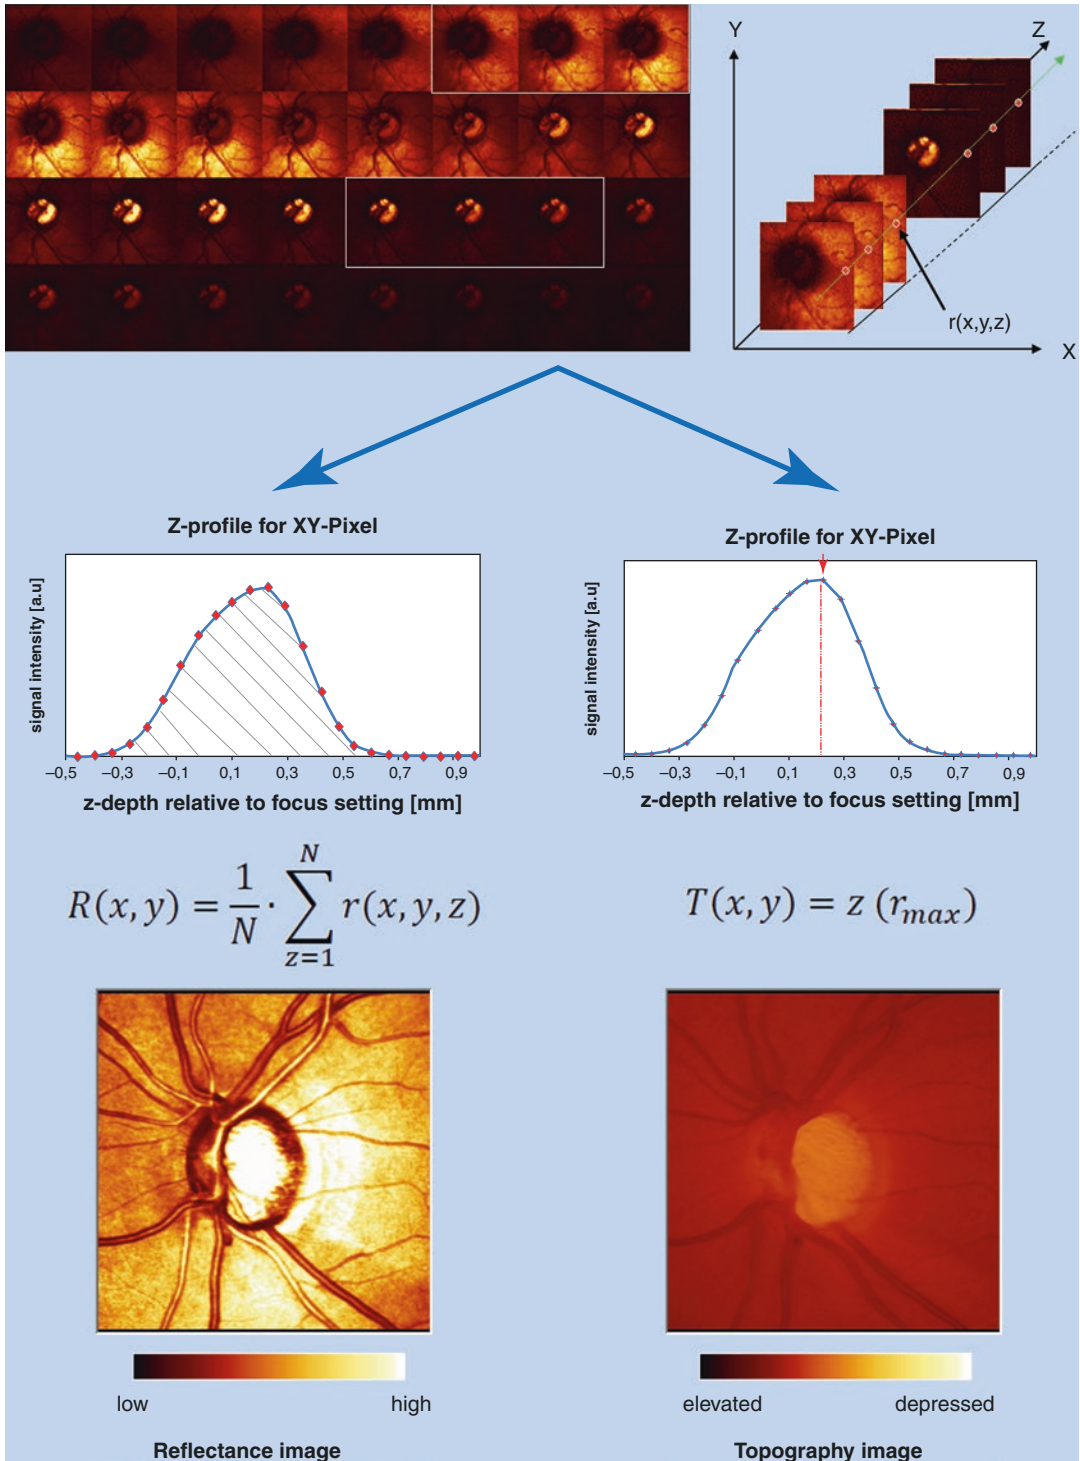 Y
Z
r(x,y,z)
X
Z-profile for XY-Pixel
signal intensity [a.u]
–0,5 –0,3 –0,1 0,1 0,3 0,5 0,7 0,9
z-depth relative to focus setting [mm]
R(x, y) = 1/N · ∑ z=1 N r(x, y, z)
low high
Reflectance image
Z-profile for XY-Pixel
signal intensity [a.u]
–0,5 –0,3 –0,1 0,1 0,3 0,5 0,7 0,9
z-depth relative to focus setting [mm]
T(x, y) = z (r_max)
elevated depressed
Topography image